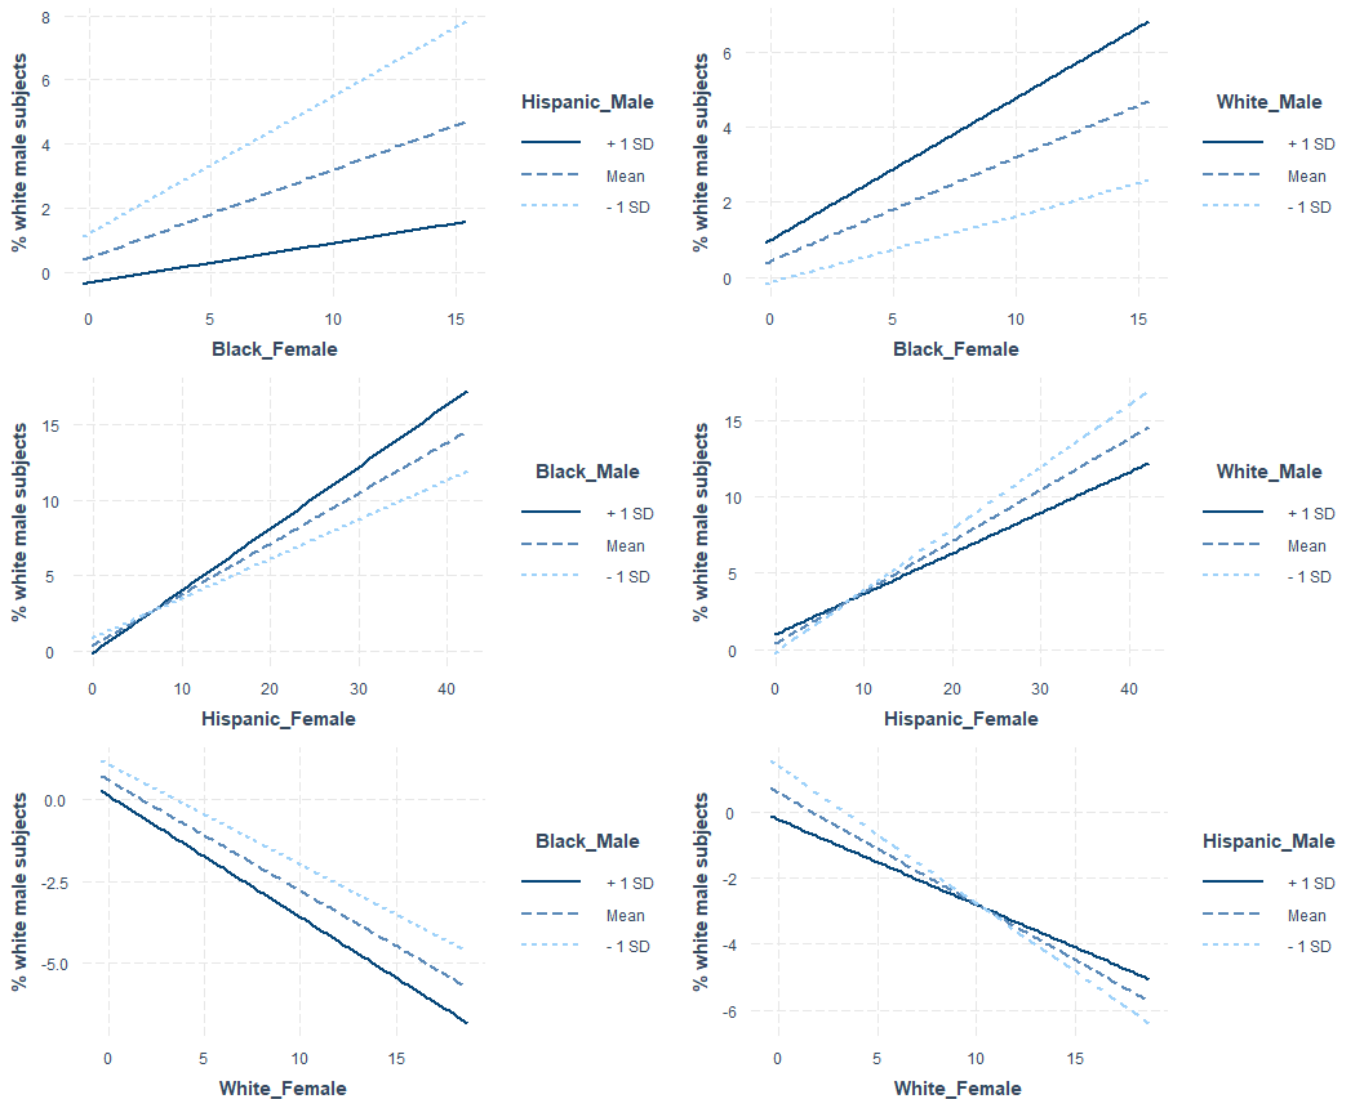 % white male subjects
8
6
4
2
0
0 5 10 15
Black_Female
Hispanic_Male
+ 1 SD
Mean
- 1 SD
% white male subjects
6
4
2
0
0 5 10 15
Black_Female
White_Male
+ 1 SD
Mean
- 1 SD
% white male subjects
15
10
5
0
0 10 20 30 40
Hispanic_Female
Black_Male
+ 1 SD
Mean
- 1 SD
% white male subjects
15
10
5
0
0 10 20 30 40
Hispanic_Female
White_Male
+ 1 SD
Mean
- 1 SD
% white male subjects
0.0
-2.5
-5.0
0 5 10 15
White_Female
Black_Male
+ 1 SD
Mean
- 1 SD
% white male subjects
0
-2
-4
-6
0 5 10 15
White_Female
Hispanic_Male
+ 1 SD
Mean
- 1 SD